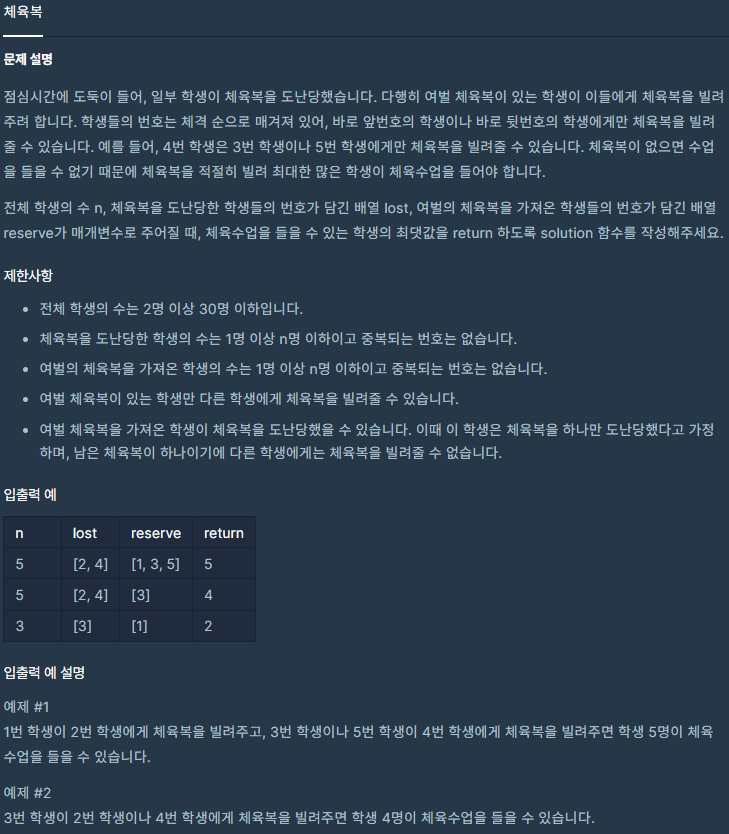 체육복
문제 설명
점심시간에 도둑이 들어, 일부 학생이 체육복을 도난당했습니다. 다행히 여벌 체육복이 있는 학생이 이들에게 체육복을 빌려
주려 합니다. 학생들의 번호는 체격 순으로 매겨져 있어, 바로 앞번호의 학생이나 바로 뒷번호의 학생에게만 체육복을 빌려
줄 수 있습니다. 예를 들어, 4번 학생은 3번 학생이나 5번 학생에게만 체육복을 빌려줄 수 있습니다. 체육복이 없으면 수업
을 들을 수 없기 때문에 체육복을 적절히 빌려 최대한 많은 학생이 체육수업을 들어야 합니다.
전체 학생의 수 n, 체육복을 도난당한 학생들의 번호가 담긴 배열 lost, 여벌의 체육복을 가져온 학생들의 번호가 담긴 배열
reserve가 매개변수로 주어질 때, 체육수업을 들을 수 있는 학생의 최댓값을 return 하도록 solution 함수를 작성해주세요.
제한사항
• 전체 학생의 수는 2명 이상 30명 이하입니다.
• 체육복을 도난당한 학생의 수는 1명 이상 n명 이하이고 중복되는 번호는 없습니다.
• 여벌의 체육복을 가져온 학생의 수는 1명 이상 n명 이하이고 중복되는 번호는 없습니다.
• 여벌 체육복이 있는 학생만 다른 학생에게 체육복을 빌려줄 수 있습니다.
• 여벌 체육복을 가져온 학생이 체육복을 도난당했을 수 있습니다. 이때 이 학생은 체육복을 하나만 도난당했다고 가정
하며, 남은 체육복이 하나이기에 다른 학생에게는 체육복을 빌려줄 수 없습니다.
입출력 예
n lost reserve return
5 [2, 4] [1, 3, 5] 5
5 [2, 4] [3] 4
3 [3] [1] 2
입출력 예 설명
예제 #1
1번 학생이 2번 학생에게 체육복을 빌려주고, 3번 학생이나 5번 학생이 4번 학생에게 체육복을 빌려주면 학생 5명이 체육
수업을 들을 수 있습니다.
예제 #2
3번 학생이 2번 학생이나 4번 학생에게 체육복을 빌려주면 학생 4명이 체육수업을 들을 수 있습니다.